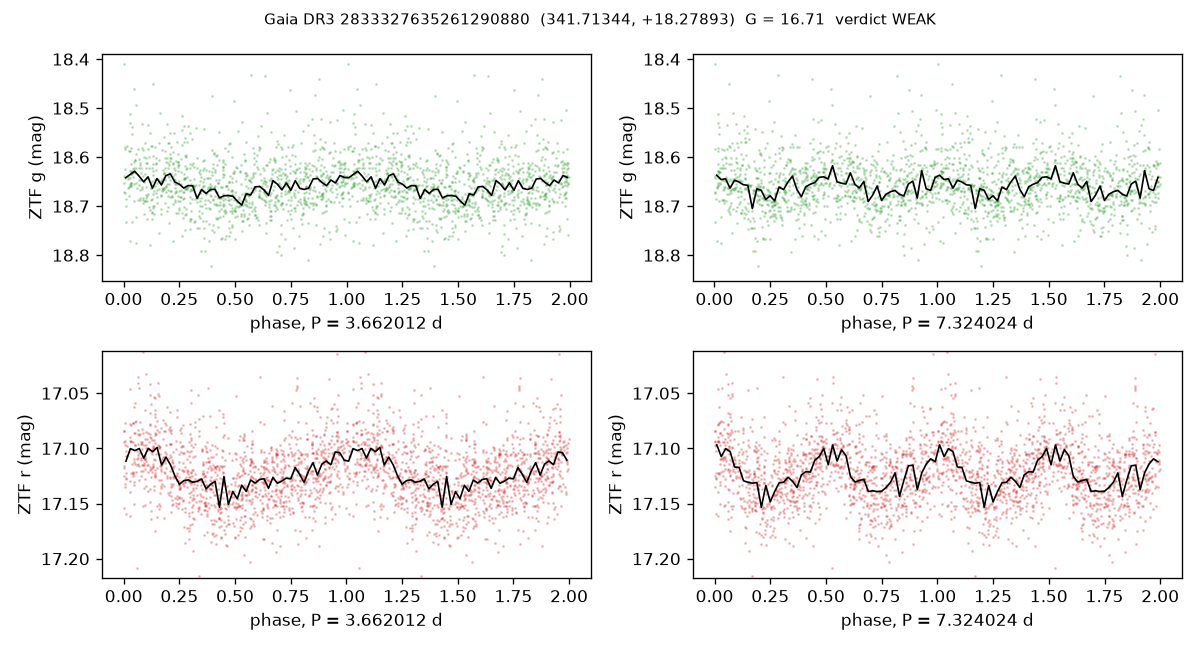 Gaia DR3 2833327635261290880 (341.71344, +18.27893) G = 16.71 verdict WEAK
ZTF g (mag)
18.4
18.5
18.6
18.7
18.8
0.00 0.25 0.50 0.75 1.00 1.25 1.50 1.75 2.00
phase, P = 3.662012 d
ZTF g (mag)
18.4
18.5
18.6
18.7
18.8
0.00 0.25 0.50 0.75 1.00 1.25 1.50 1.75 2.00
phase, P = 7.324024 d
ZTF r (mag)
17.05
17.10
17.15
17.20
0.00 0.25 0.50 0.75 1.00 1.25 1.50 1.75 2.00
phase, P = 3.662012 d
ZTF r (mag)
17.05
17.10
17.15
17.20
0.00 0.25 0.50 0.75 1.00 1.25 1.50 1.75 2.00
phase, P = 7.324024 d